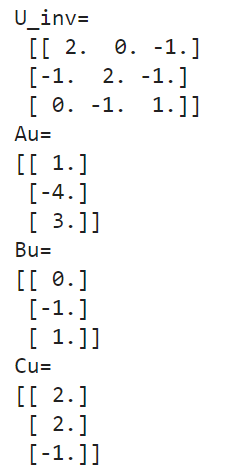 U_inv=
 [[ 2.  0. -1.]
 [-1.  2. -1.]
 [ 0. -1.  1.]]
Au=
[[ 1.]
 [-4.]
 [ 3.]]
Bu=
[[ 0.]
 [-1.]
 [ 1.]]
Cu=
[[ 2.]
 [ 2.]
 [-1.]]